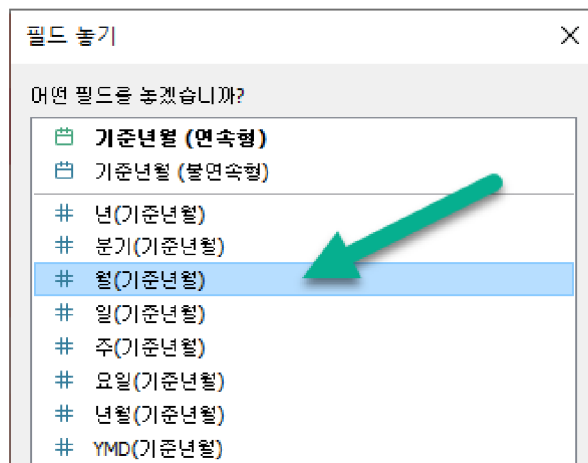 필드 놓기
어떤 필드를 놓겠습니까?
기준년월 (연속형)
기준년월 (불연속형)
년(기준년월)
분기(기준년월)
월(기준년월)
일(기준년월)
주(기준년월)
요일(기준년월)
년월(기준년월)
YMD(기준년월)